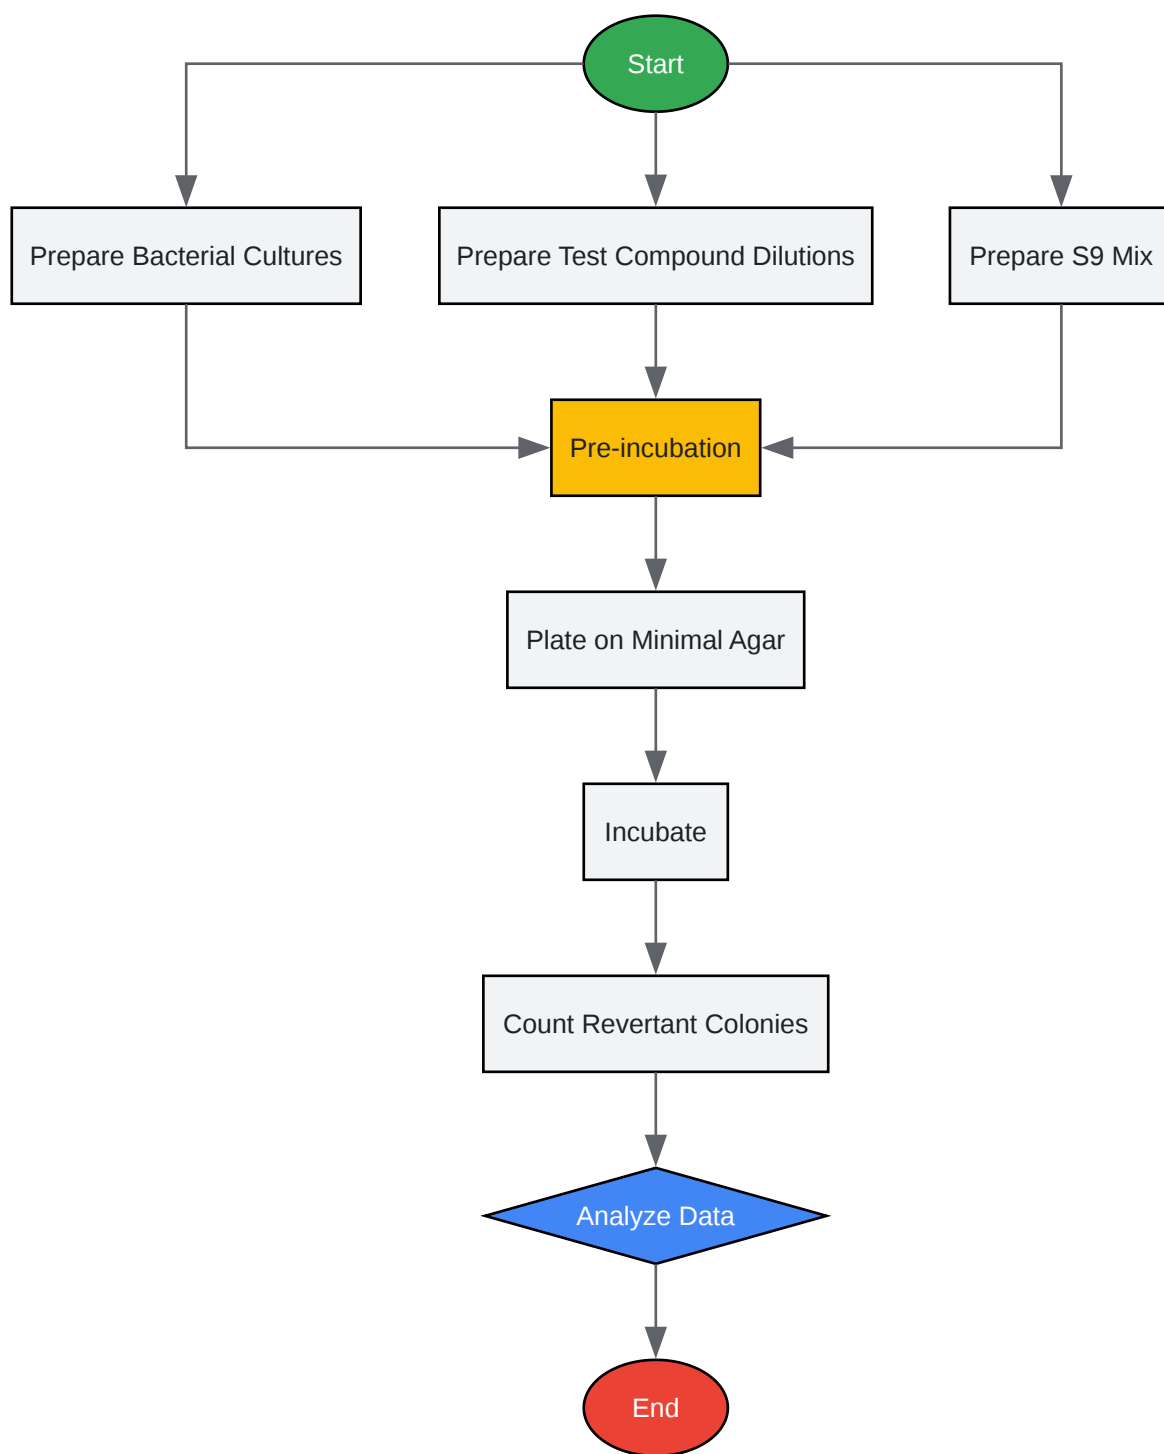 Start
Prepare Bacterial Cultures
Prepare Test Compound Dilutions
Prepare S9 Mix
Pre-incubation
Plate on Minimal Agar
Incubate
Count Revertant Colonies
Analyze Data
End